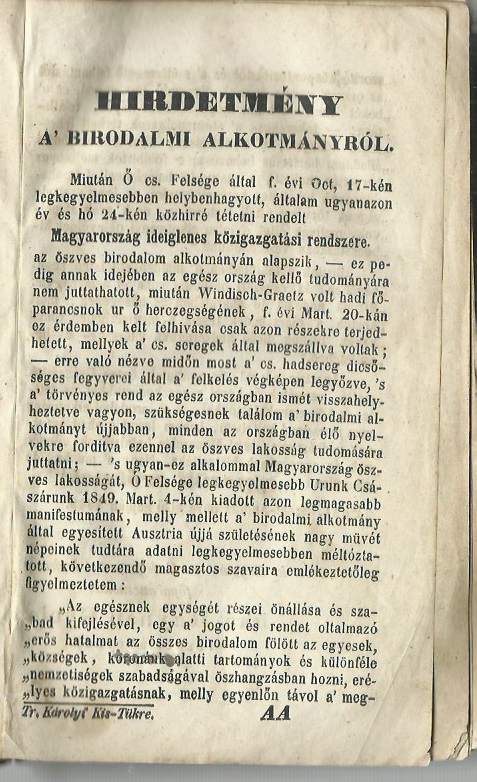 HIRDETMÉNY
A' BIRODALMI ALKOTMÁNYRÓL.
Miután Ő cs. Felsége által f. évi Oct, 17-kén
legkegyelmesebben helybenhagyott, általam ugyanazon
év és hó 24-kén közhirré tétetni rendelt
Magyarország ideiglenes közigazgatási rendszere.
az öszves birodalom alkotmányán alapszik, — ez pe-
dig annak idejében az egész ország kellő tudományára
nem juttathatott, miután Windisch-Graetz volt hadi fő-
parancsnok ur ő herczegségének, f. évi Mart. 20-kán
ez érdemben kelt felhivása csak azon részekre terjed-
hetett, mellyek a' cs. seregek által megszállva voltak;
— erre való nézve midőn most a' cs. hadsereg dicső-
séges fegyverei által a' felkelés végképen legyőzve, 's
a' törvényes rend az egész országban ismét visszahely-
heztetve vagyon, szükségesnek találom a' birodalmi al-
kotmányt újjabban, minden az országban élő nyel-
vekre forditva ezennel az öszves lakosság tudomására
juttatni; — 's ugyan-ez alkalommal Magyarország ösz-
ves lakosságát, Ő Felsége legkegyelmesebb Urunk Csá-
szárunk 1849. Mart. 4-kén kiadott azon legmagasabb
manifestumának, melly mellett a' birodalmi alkotmány
által egyesitett Ausztria újjá születésének nagy művét
népeinek tudtára adatni legkegyelmesebben méltózta-
tott, következendő magasztos szavaira emlékeztetőleg
figyelmeztetem:
„Az egésznek egységét részei önállása és sza-
„bad kifejlésével, egy a' jogot és rendet oltalmazó
„erős hatalmat az összes birodalom fölött az egyesek,
„községek, koronánk alatti tartományok és különféle
„nemzetiségek szabadságával öszhangzásban hozni, eré-
„lyes közigazgatásnak, melly egyenlőn távol a' meg-
Tr. Károlyi Kis-Tükre. AA